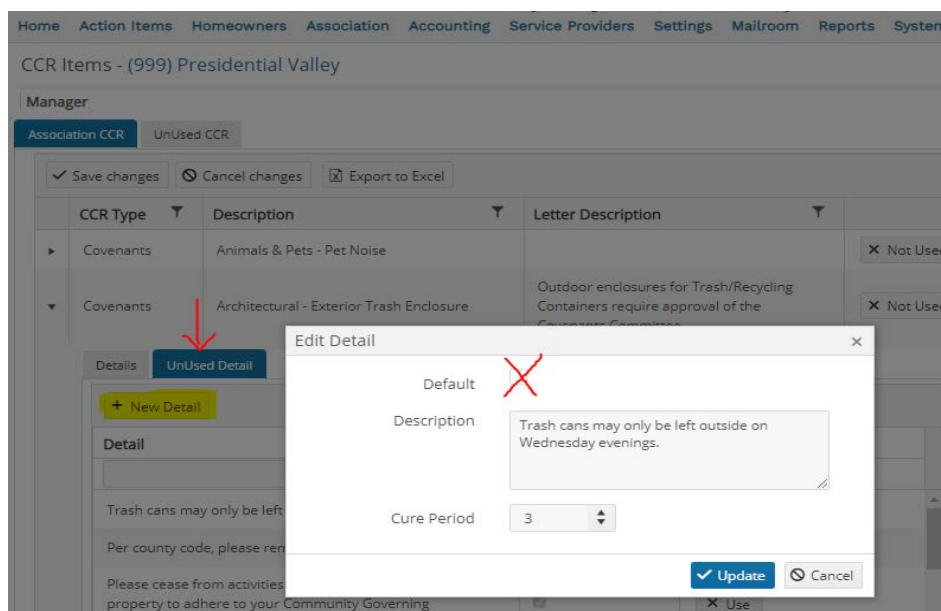 Home Action Items Homeowners Association Accounting Service Providers Settings Mailroom Reports System
CCR Items - (999) Presidential Valley
Manager
Association CCR UnUsed CCR
Save changes Cancel changes Export to Excel
CCR Type Description Letter Description
Covenants Animals & Pets - Pet Noise Not Used
Covenants Architectural - Exterior Trash Enclosure Outdoor enclosures for Trash/Recycling
Containers require approval of the Not Used
Covenants Committee
Edit Detail
Details UnUsed Detail
Default
+ New Detail
Description Trash cans may only be left outside on
Wednesday evenings.
Detail
Trash cans may only be left
Cure Period 3
Per county code, please
Update Cancel
Please cease from activities
property to adhere to your Community Governing Use